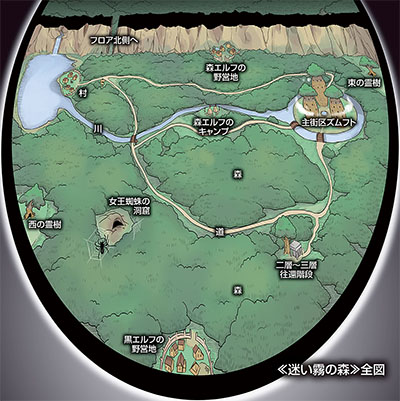 フロア北側へ
森エルフの
野営地
東の霊樹
村
川
森エルフの
キャンプ
主街区ズムフト
森
女王蜘蛛の
洞窟
西の霊樹
道
二層～三層
往還階段
森
黒エルフの
野営地
≪迷い霧の森≫全図